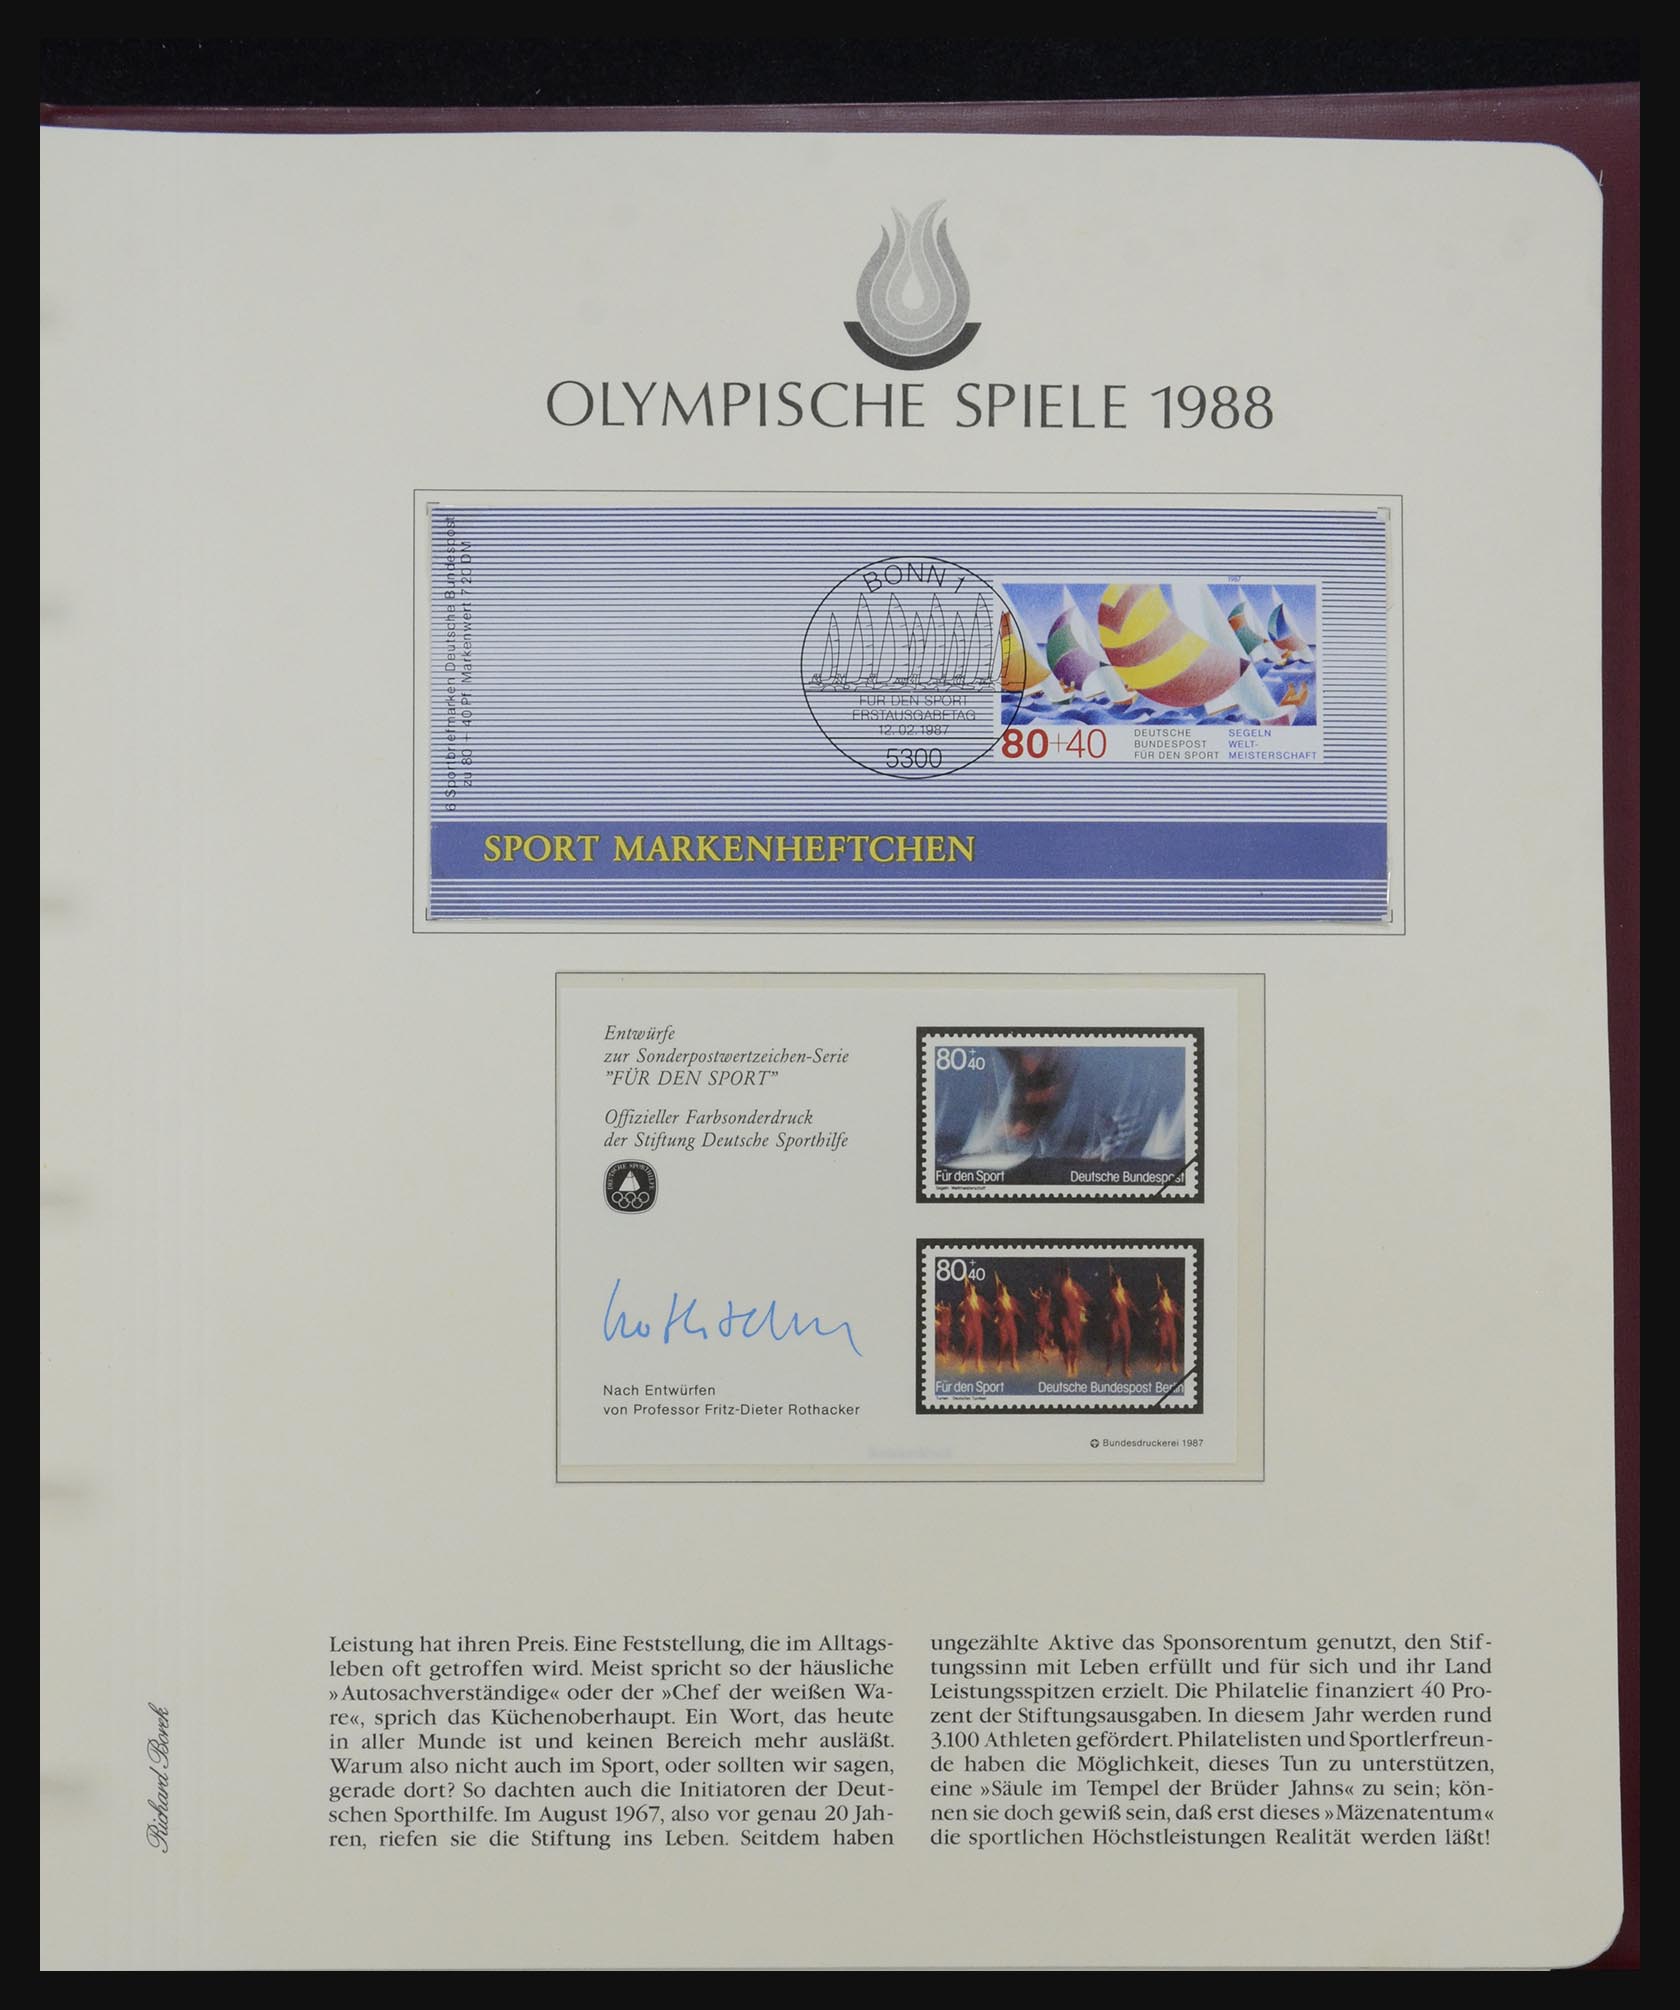 OLYMPISCHE SPIELE 1988
6 Sportbriefmarken Deutsche Bundespost
zu 80 + 40 Pf Markenwert 7,20 DM
BONN 1
FÜR DEN SPORT
ERSTAUSGABETAG
12.02.1987
5300
1987
80+40
DEUTSCHE
BUNDESPOST
FÜR DEN SPORT
SEGELN
WELT-
MEISTERSCHAFT
SPORT MARKENHEFTCHEN
Entwürfe
zur Sonderpostwertzeichen-Serie
"FÜR DEN SPORT"
Offizieller Farbsonderdruck
der Stiftung Deutsche Sporthilfe
DEUTSCHE SPORTHILFE
80+40
Für den Sport Deutsche Bundespost
Segeln Weltmeisterschaft
80+40
Für den Sport Deutsche Bundespost Berlin
Rothacker
Nach Entwürfen
von Professor Fritz-Dieter Rothacker
Bundesdruckerei 1987
Leistung hat ihren Preis. Eine Feststellung, die im Alltags-
leben oft getroffen wird. Meist spricht so der häusliche
»Autosachverständige« oder der »Chef der weißen Wa-
re«, sprich das Küchenoberhaupt. Ein Wort, das heute
in aller Munde ist und keinen Bereich mehr ausläßt.
Warum also nicht auch im Sport, oder sollten wir sagen,
gerade dort? So dachten auch die Initiatoren der Deut-
schen Sporthilfe. Im August 1967, also vor genau 20 Jah-
ren, riefen sie die Stiftung ins Leben. Seitdem haben
ungezählte Aktive das Sponsorentum genutzt, den Stif-
tungssinn mit Leben erfüllt und für sich und ihr Land
Leistungsspitzen erzielt. Die Philatelie finanziert 40 Pro-
zent der Stiftungsausgaben. In diesem Jahr werden rund
3.100 Athleten gefördert. Philatelisten und Sportlerfreun-
de haben die Möglichkeit, dieses Tun zu unterstützen,
eine »Säule im Tempel der Brüder Jahns« zu sein; kön-
nen sie doch gewiß sein, daß erst dieses »Mäzenatentum«
die sportlichen Höchstleistungen Realität werden läßt!
Richard Borek